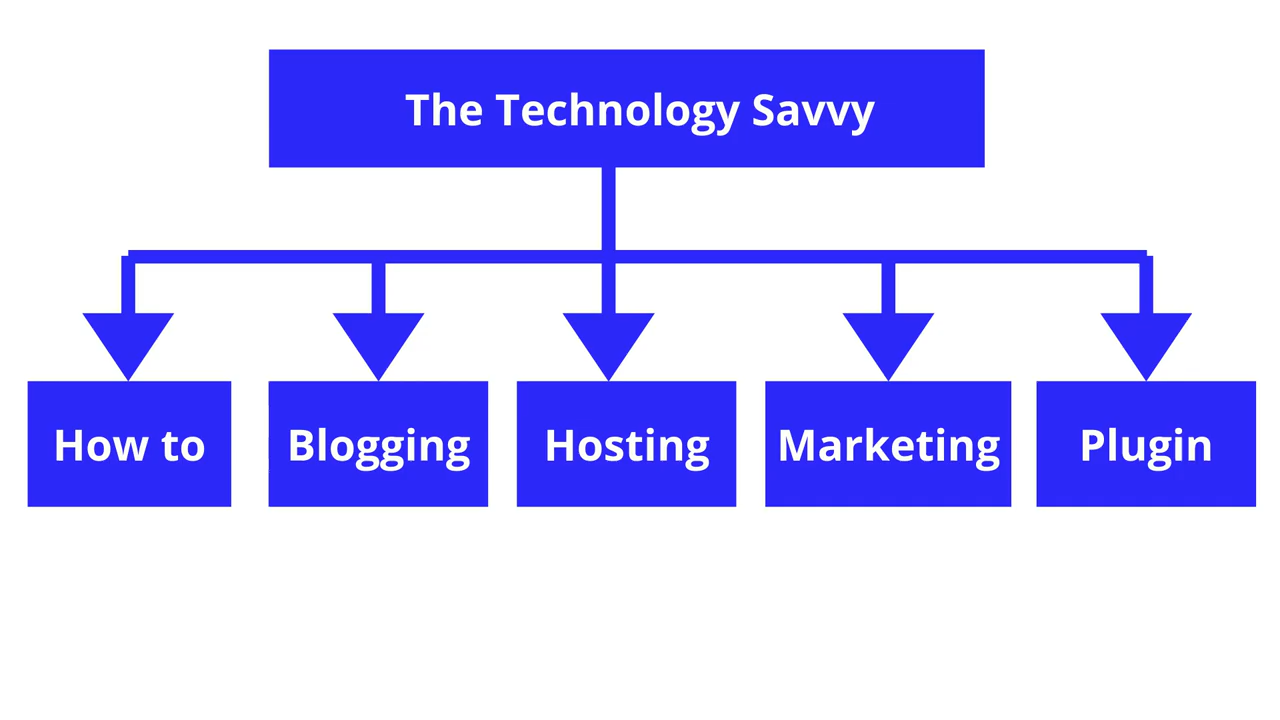 The Technology Savvy
How to
Blogging
Hosting
Marketing
Plugin